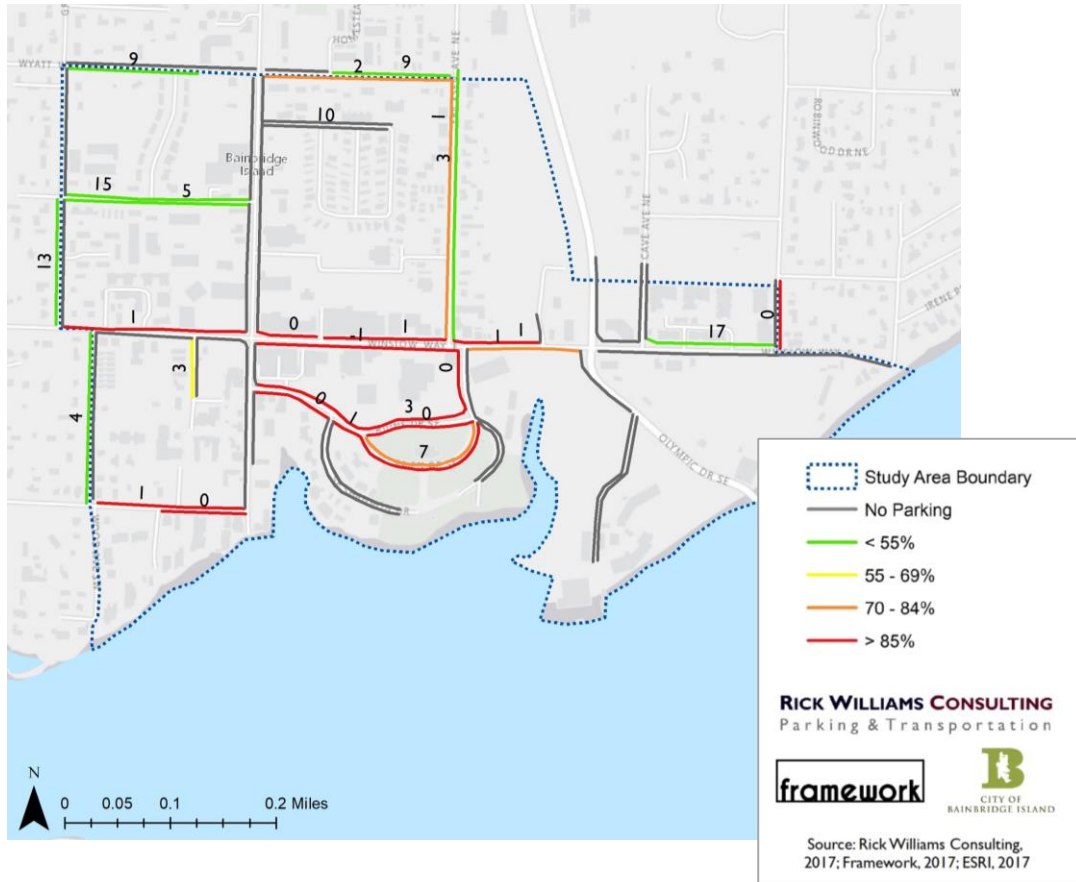 9
9
2
WYATT
AVE NE
10
1
3
Bainbridge
Island
15
5
13
CAVE AVE NE
ROBIN
1
0
-1
1
WINSLOW WAY
1
1
17
0
0
3
4
0
1
3
0
7
1
0
OLYMPIC DR SE
N
0 0.05 0.1 0.2 Miles
Study Area Boundary
No Parking
< 55%
55 - 69%
70 - 84%
> 85%
RICK WILLIAMS CONSULTING
Parking & Transportation
framework
B
CITY OF
BAINBRIDGE ISLAND
Source: Rick Williams Consulting,
2017; Framework, 2017; ESRI, 2017